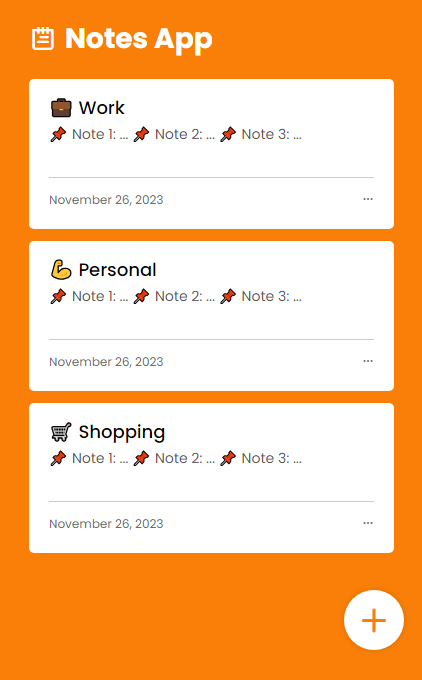 Notes App
💼 Work
📌 Note 1: ... 📌 Note 2: ... 📌 Note 3: ...
November 26, 2023 ...
💪 Personal
📌 Note 1: ... 📌 Note 2: ... 📌 Note 3: ...
November 26, 2023 ...
🛒 Shopping
📌 Note 1: ... 📌 Note 2: ... 📌 Note 3: ...
November 26, 2023 ...